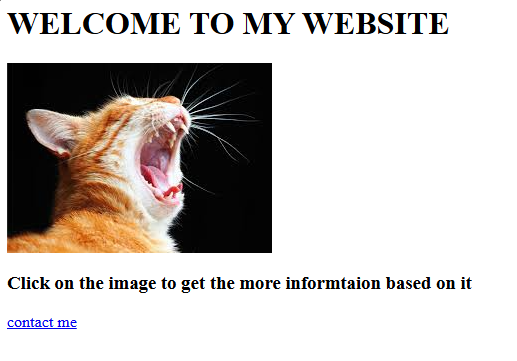 WELCOME TO MY WEBSITE
Click on the image to get the more informtaion based on it
contact me